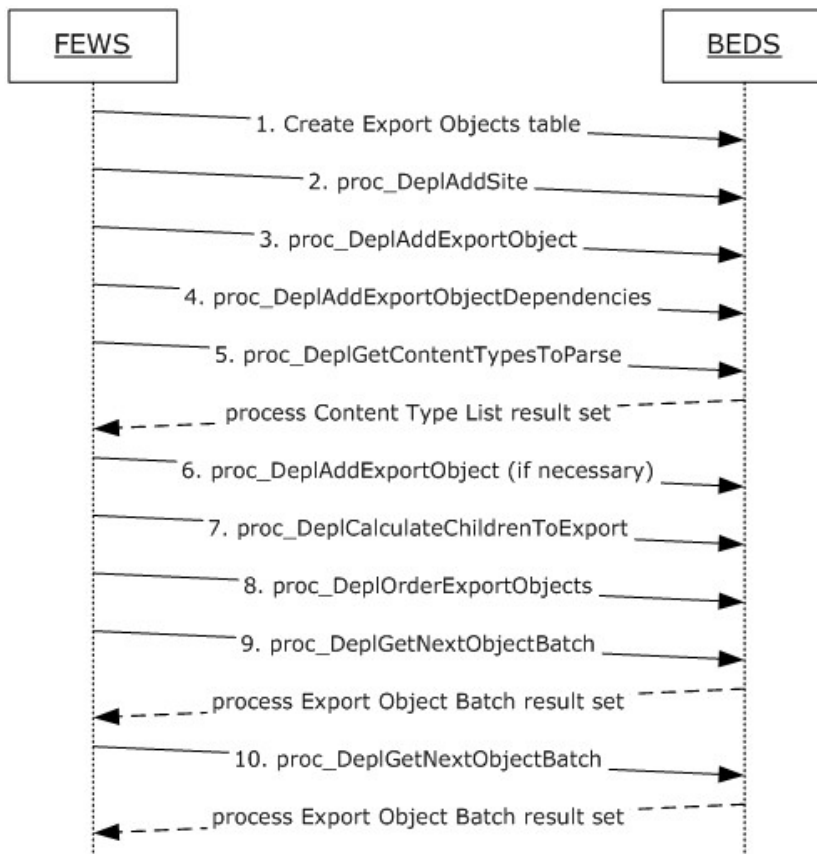 FEWS
BEDS
1. Create Export Objects table
2. proc_DeplAddSite
3. proc_DeplAddExportObject
4. proc_DeplAddExportObjectDependencies
5. proc_DeplGetContentTypesToParse
process Content Type List result set
6. proc_DeplAddExportObject (if necessary)
7. proc_DeplCalculateChildrenToExport
8. proc_DeplOrderExportObjects
9. proc_DeplGetNextObjectBatch
process Export Object Batch result set
10. proc_DeplGetNextObjectBatch
process Export Object Batch result set